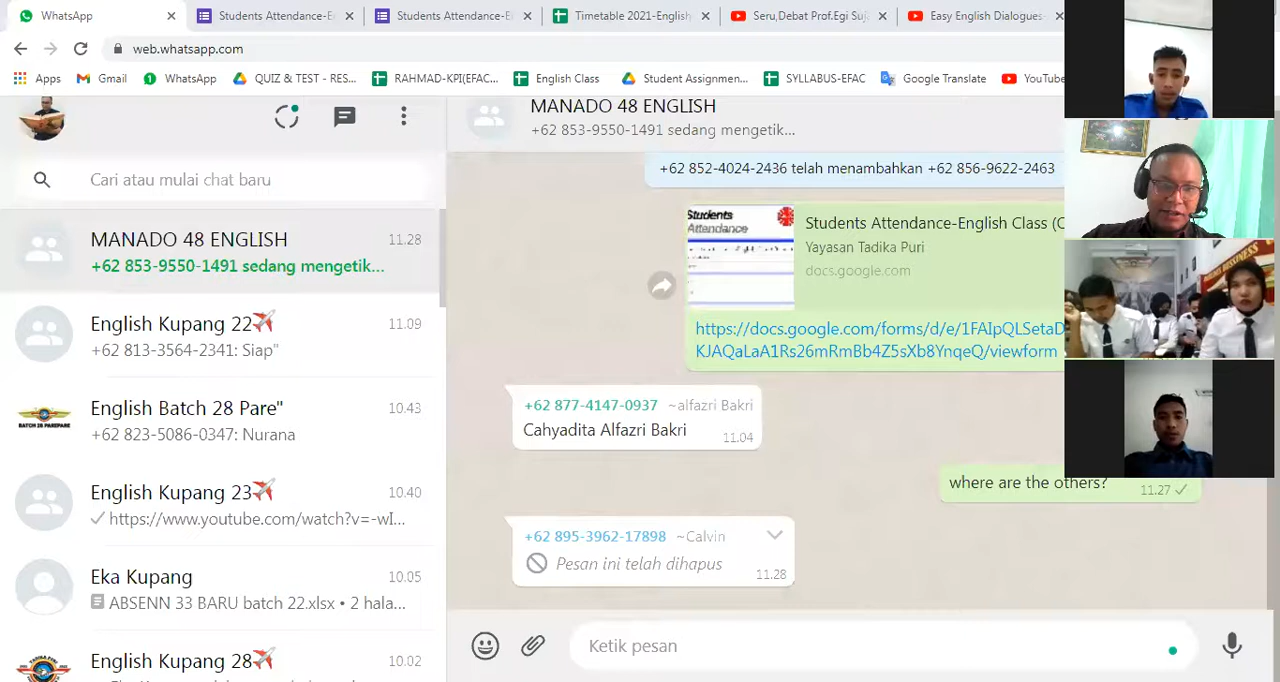 WhatsApp
Students Attendance-E
Students Attendance-E
Timetable 2021-English
Seru,Debat Prof.Egi Suj
Easy English Dialogues-
web.whatsapp.com
Apps
Gmail
WhatsApp
QUIZ & TEST - RES...
RAHMAD-KPI(EFAC...
English Class
Student Assignmen...
SYLLABUS-EFAC
Google Translate
YouTube
Cari atau mulai chat baru
MANADO 48 ENGLISH
11.28
+62 853-9550-1491 sedang mengetik...
English Kupang 22✈️
11.09
+62 813-3564-2341: Siap"
English Batch 28 Pare"
10.43
+62 823-5086-0347: Nurana
English Kupang 23✈️
10.40
https://www.youtube.com/watch?v=-wI...
Eka Kupang
10.05
ABSENN 33 BARU batch 22.xlsx • 2 hala...
English Kupang 28✈️
10.02
MANADO 48 ENGLISH
+62 853-9550-1491 sedang mengetik...
+62 852-4024-2436 telah menambahkan +62 856-9622-2463
Students
Attendance
Students Attendance-English Class (C
Yayasan Tadika Puri
docs.google.com
https://docs.google.com/forms/d/e/1FAIpQLSetaD
KJAQaLaA1Rs26mRmBb4Z5sXb8YnqeQ/viewform
+62 877-4147-0937 ~alfazri Bakri
Cahyadita Alfazri Bakri
11.04
where are the others?
11.27
+62 895-3962-17898 ~Calvin
Pesan ini telah dihapus
11.28
Ketik pesan